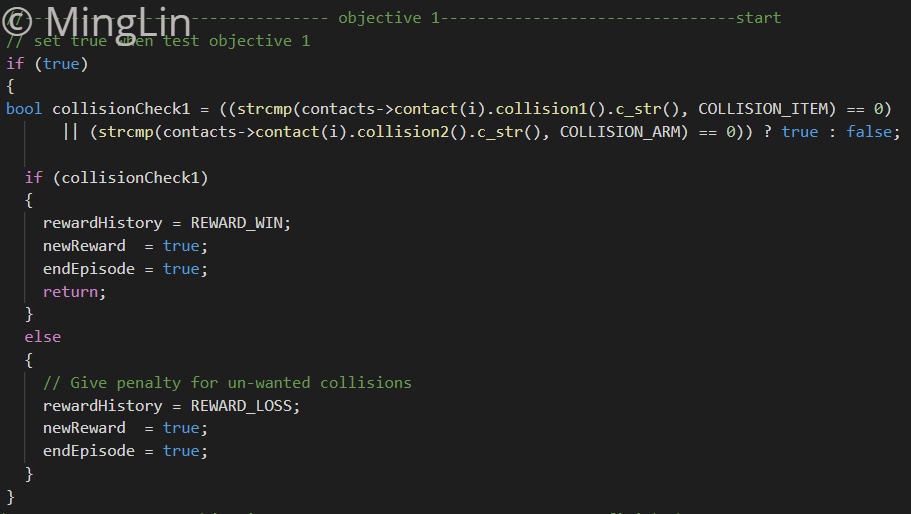 © MingLin
//---------------------------------- objective 1--------------------------------start
// set true when test objective 1
if (true)
{
bool collisionCheck1 = ((strcmp(contacts->contact(i).collision1().c_str(), COLLISION_ITEM) == 0)
|| (strcmp(contacts->contact(i).collision2().c_str(), COLLISION_ARM) == 0)) ? true : false;
if (collisionCheck1)
{
rewardHistory = REWARD_WIN;
newReward  = true;
endEpisode = true;
return;
}
else
{
// Give penalty for un-wanted collisions
rewardHistory = REWARD_LOSS;
newReward  = true;
endEpisode = true;
}
}